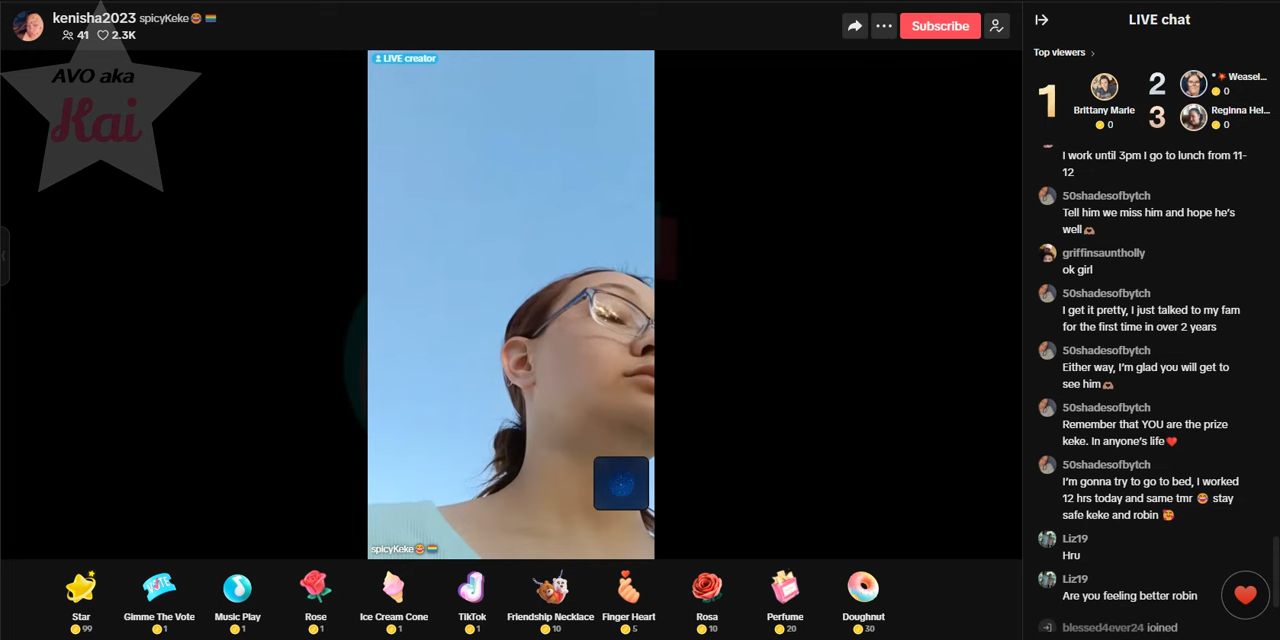 kenisha2023 spicyKeke🤩🏳️‍🌈
41 2.3K
Subscribe
AVO aka
Kai
LIVE creator
spicyKeke🤩🏳️‍🌈
LIVE chat
Top viewers >
1
Brittany Marie
0
2
*💥 Weasel...
0
3
Reginna Hel...
0
I work until 3pm I go to lunch from 11-
12
50shadesofbytch
Tell him we miss him and hope he's
well🫶🏽
griffinsauntholly
ok girl
50shadesofbytch
I get it pretty, I just talked to my fam
for the first time in over 2 years
50shadesofbytch
Either way, I'm glad you will get to
see him🫶🏽
50shadesofbytch
Remember that YOU are the prize
keke. In anyone's life❤️
50shadesofbytch
I'm gonna try to go to bed, I worked
12 hrs today and same tmr 😂 stay
safe keke and robin 🥰
Liz19
Hru
Liz19
Are you feeling better robin
blessed4ever24 joined
Star
99
Gimme The Vote
1
Music Play
1
Rose
1
Ice Cream Cone
1
TikTok
1
Friendship Necklace
10
Finger Heart
5
Rosa
10
Perfume
20
Doughnut
30